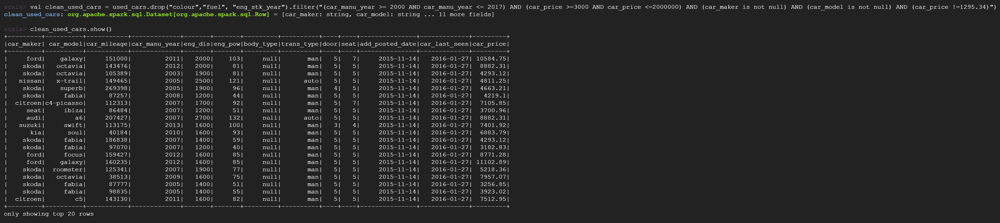 scala> val clean_used_cars = used_cars.drop("colour","fuel", "eng_stk_year").filter("(car_manu_year >= 2000 AND car_manu_year <= 2017) AND (car_price >=3000 AND car_price <=2000000) AND (car_maker is not null) AND (car_model is not null) AND (car_price !=1295.34)")
clean_used_cars: org.apache.spark.sql.Dataset[org.apache.spark.sql.Row] = [car_maker: string, car_model: string ... 11 more fields]
scala> clean_used_cars.show()
+---------+----------+-----------+-------------+-------+-------+---------+----------+----+----+---------------+-------------+---------+
|car_maker| car_model|car_mileage|car_manu_year|eng_dis|eng_pow|body_type|trans_type|door|seat|add_posted_date|car_last_seen|car_price|
+---------+----------+-----------+-------------+-------+-------+---------+----------+----+----+---------------+-------------+---------+
|     ford|    galaxy|     151000|         2011|   2000|    103|     null|       man|   5|   7|     2015-11-14|   2016-01-27| 10584.75|
|    skoda|   octavia|     143476|         2012|   2000|     81|     null|       man|   5|   5|     2015-11-14|   2016-01-27|  8882.31|
|    skoda|   octavia|     105389|         2003|   1900|     81|     null|       man|   5|   5|     2015-11-14|   2016-01-27|  4293.12|
|   nissan|   x-trail|     149465|         2005|   2500|    121|     null|      auto|   5|   5|     2015-11-14|   2016-01-27|  4811.25|
|    skoda|    superb|     269398|         2005|   1900|     96|     null|       man|   4|   5|     2015-11-14|   2016-01-27|  4663.21|
|    skoda|     fabia|      87257|         2008|   1200|     44|     null|       man|   5|   5|     2015-11-14|   2016-01-27|   4219.1|
|  citroen|c4-picasso|     112313|         2007|   1700|     92|     null|       man|   5|   7|     2015-11-14|   2016-01-27|  7105.85|
|     seat|     ibiza|      86484|         2007|   1200|     51|     null|       man|   5|   5|     2015-11-14|   2016-01-27|  3700.96|
|     audi|        a6|     207427|         2007|   2700|    132|     null|      auto|   5|   5|     2015-11-14|   2016-01-27|  8882.31|
|   suzuki|     swift|     113175|         2013|   1600|    100|     null|       man|   3|   4|     2015-11-14|   2016-01-27|  7401.92|
|      kia|      soul|      40184|         2010|   1600|     93|     null|       man|   5|   5|     2015-11-14|   2016-01-27|  6883.79|
|    skoda|     fabia|     186838|         2007|   1400|     59|     null|       man|   5|   5|     2015-11-14|   2016-01-27|  4293.12|
|    skoda|     fabia|      97070|         2007|   1200|     40|     null|       man|   5|   5|     2015-11-14|   2016-01-27|  3182.83|
|     ford|     focus|     159427|         2012|   1600|     85|     null|       man|   5|   5|     2015-11-14|   2016-01-27|  8771.28|
|     ford|    galaxy|     160235|         2012|   1600|     85|     null|       man|   5|   5|     2015-11-14|   2016-01-27| 11102.89|
|    skoda|  roomster|     125341|         2007|   1900|     77|     null|       man|   5|   5|     2015-11-14|   2016-01-27|  5218.36|
|    skoda|   octavia|      38513|         2009|   1600|     75|     null|       man|   5|   5|     2015-11-14|   2016-01-27|  7957.07|
|    skoda|     fabia|      87777|         2005|   1400|     51|     null|       man|   5|   5|     2015-11-14|   2016-01-27|  3256.85|
|    skoda|     fabia|      98835|         2005|   1400|     55|     null|       man|   5|   5|     2015-11-14|   2016-01-27|  3923.02|
|  citroen|        c5|     143130|         2011|   1600|     82|     null|       man|   5|   5|     2015-11-14|   2016-01-27|  7512.95|
+---------+----------+-----------+-------------+-------+-------+---------+----------+----+----+---------------+-------------+---------+
only showing top 20 rows